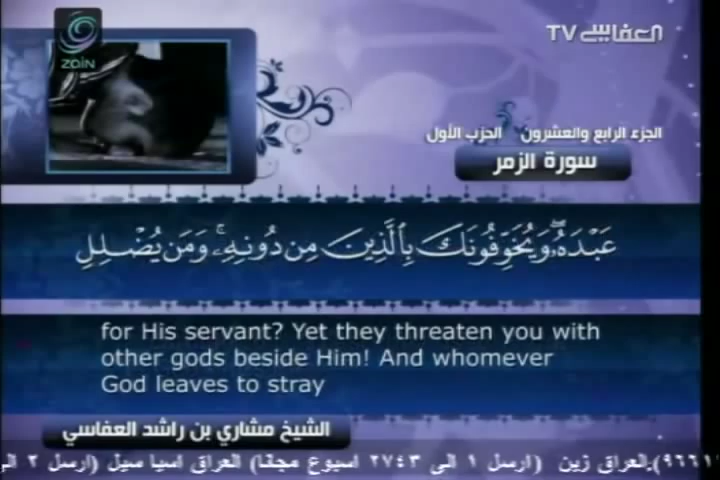 ZAIN
العفاسي TV
الجزء الرابع والعشرون الحزب الأول
سورة الزمر
عَبْدَهُۥ ۖ وَيُخَوِّفُونَكَ بِٱلَّذِينَ مِن دُونِهِۦ ۚ وَمَن يُضْلِلِ
for His servant? Yet they threaten you with
other gods beside Him! And whomever
God leaves to stray
الشيخ مشاري بن راشد العفاسي
٩٦٦١) العراق زين (ارسل ١ الى ٢٧٤٣ اسبوع مجانا) العراق اسيا سيل (ارسل ٢ الى